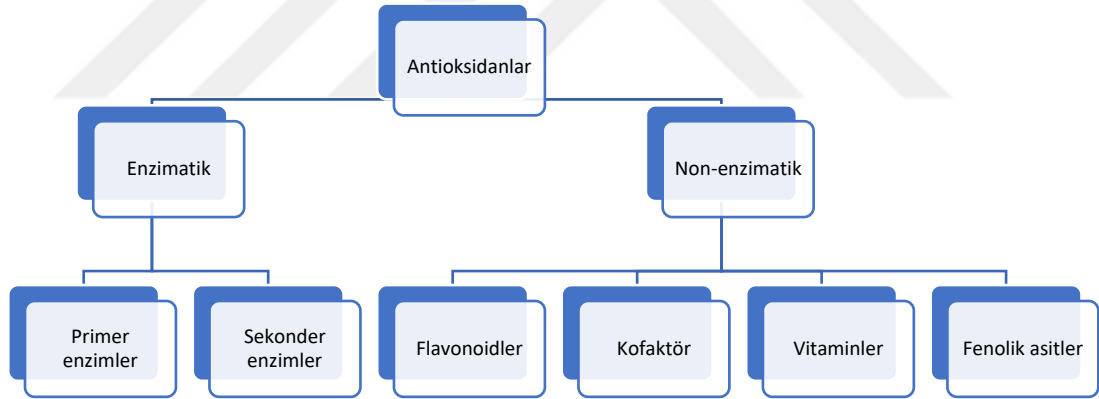 Antioksidanlar
Enzimatik
Non-enzimatik
Primer
enzimler
Sekonder
enzimler
Flavonoidler
Kofaktör
Vitaminler
Fenolik asitler